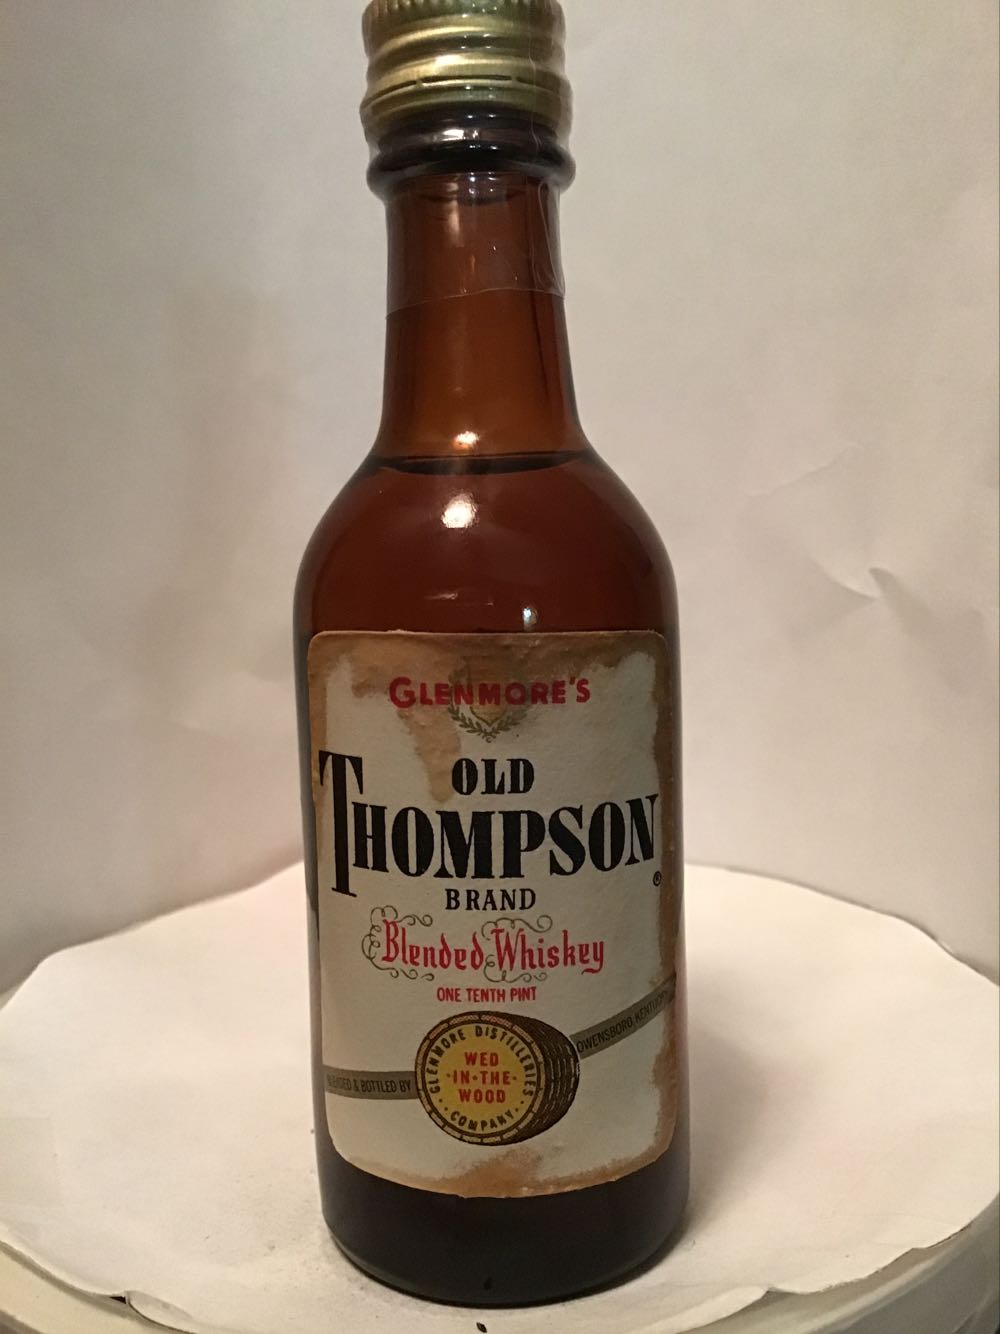 GLENMORE'S
OLD
THOMPSON®
BRAND
Blended Whiskey
ONE TENTH PINT
BLENDED & BOTTLED BY
GLENMORE DISTILLERIES
COMPANY
WED
·IN·THE·
WOOD
OWENSBORO, KENTUCKY